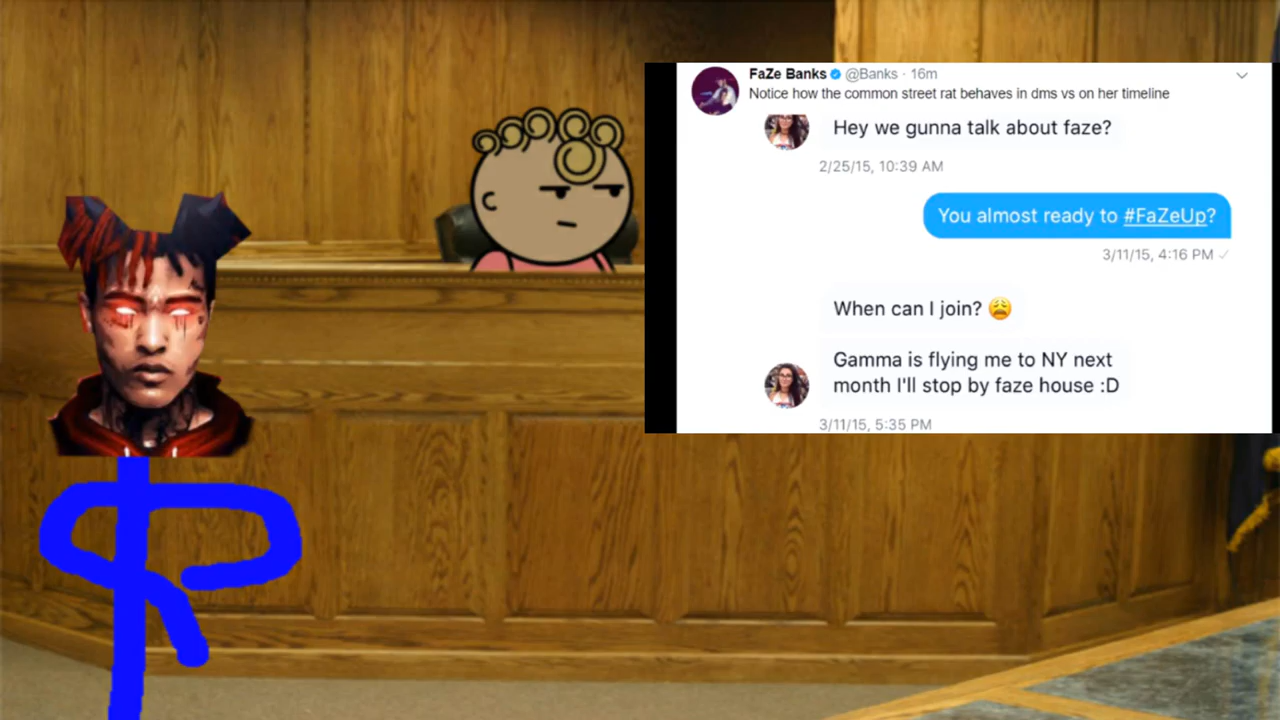 FaZe Banks @Banks · 16m
Notice how the common street rat behaves in dms vs on her timeline
Hey we gunna talk about faze?
2/25/15, 10:39 AM
You almost ready to #FaZeUp?
3/11/15, 4:16 PM ✓
When can I join? 😩
Gamma is flying me to NY next
month I'll stop by faze house :D
3/11/15, 5:35 PM